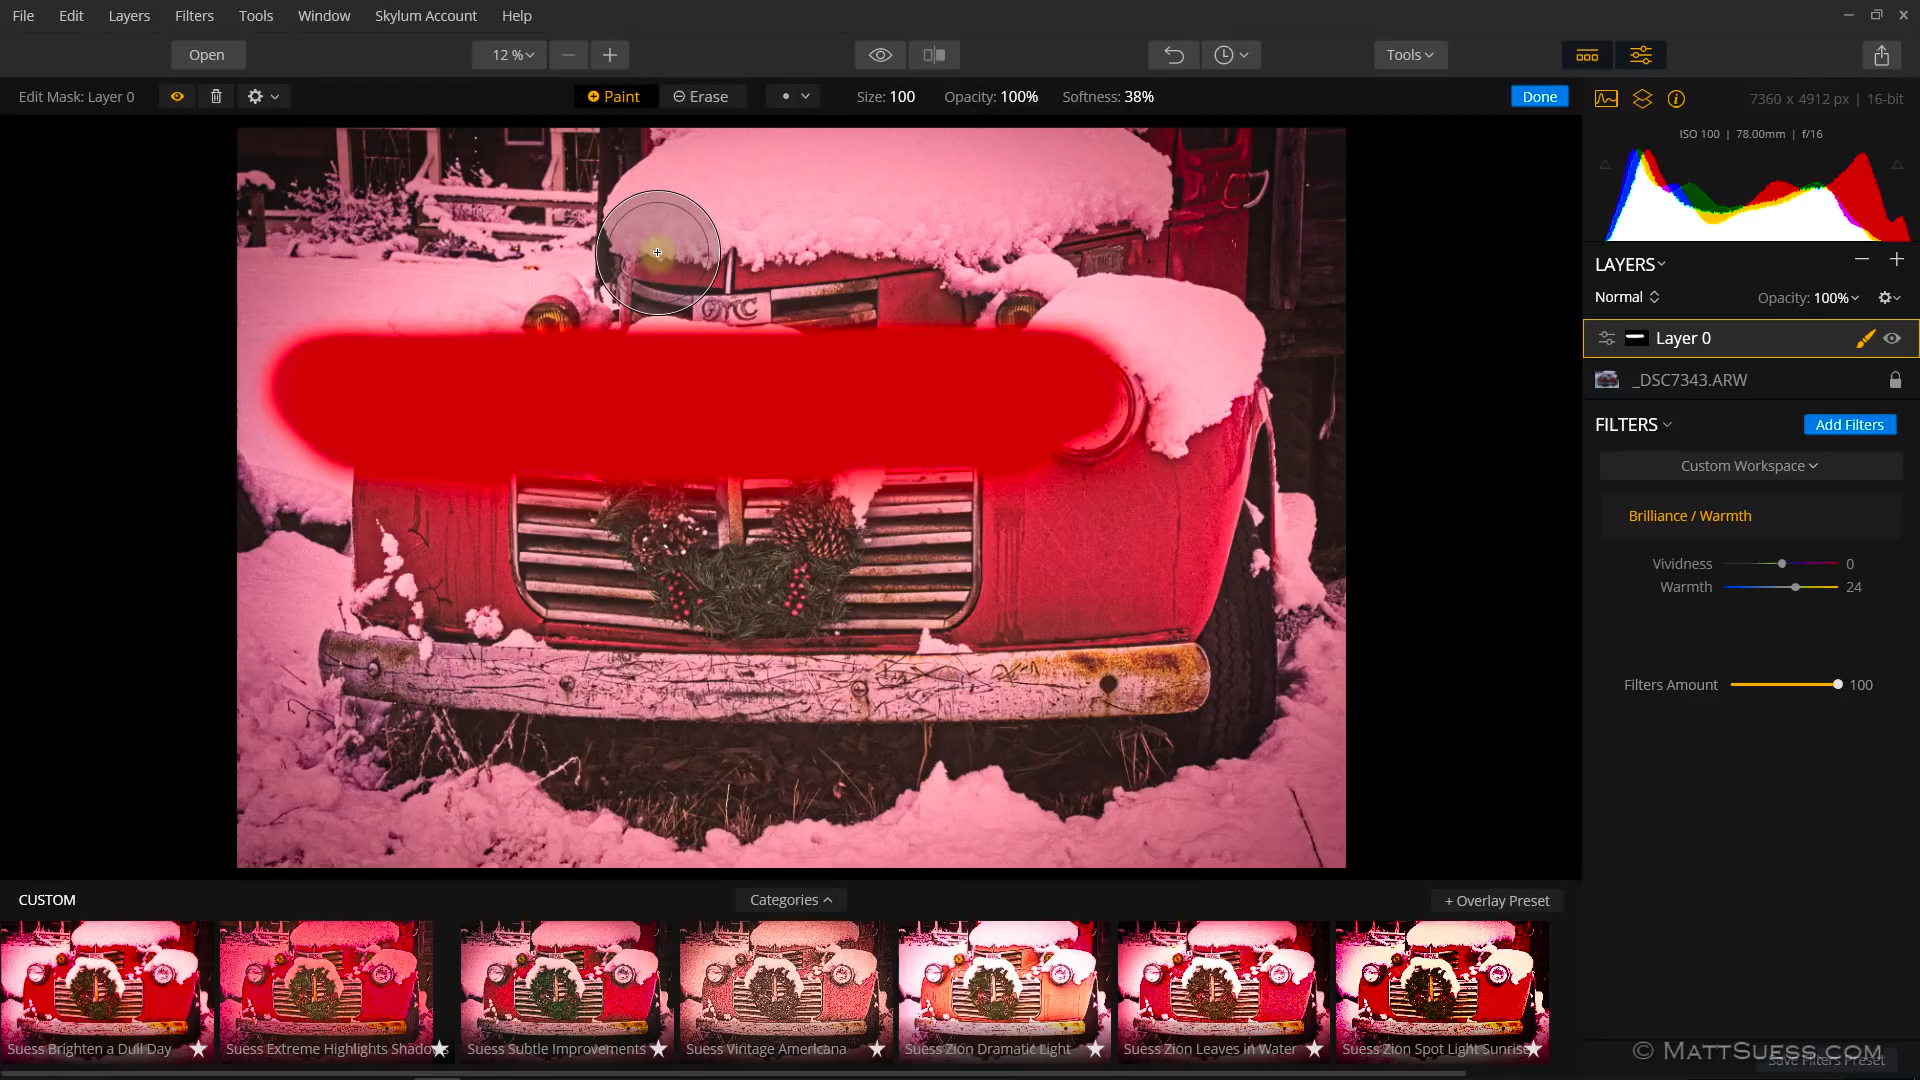 File Edit Layers Filters Tools Window Skylum Account Help
Open 12 % Tools
Edit Mask: Layer 0 Paint Erase Size: 100 Opacity: 100% Softness: 38% Done 7360 x 4912 px | 16-bit
ISO 100 | 78.00mm | f/16
LAYERS
Normal Opacity: 100%
Layer 0
_DSC7343.ARW
FILTERS Add Filters
Custom Workspace
Brilliance / Warmth
Vividness 0
Warmth 24
Filters Amount 100
CUSTOM Categories + Overlay Preset
Suess Brighten a Dull Day Suess Extreme Highlights Shadows Suess Subtle Improvements Suess Vintage Americana Suess Zion Dramatic Light Suess Zion Leaves in Water Suess Zion Spot Light Sunrise
© MATTSUESS.COM
Save Filters Preset